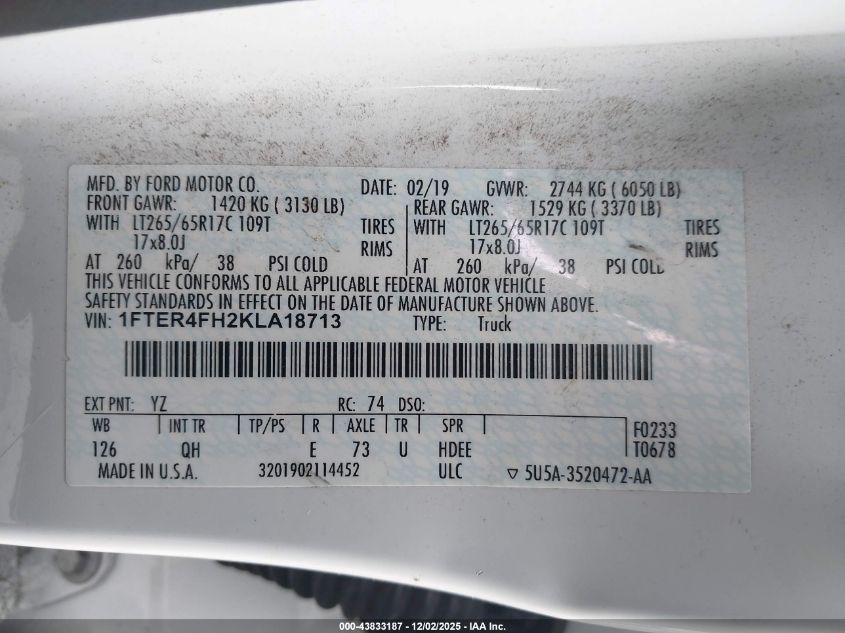 MFD. BY FORD MOTOR CO. DATE: 02/19 GVWR: 2744 KG ( 6050 LB)
FRONT GAWR: 1420 KG ( 3130 LB) REAR GAWR: 1529 KG ( 3370 LB)
WITH LT265/65R17C 109T TIRES WITH LT265/65R17C 109T TIRES
17x8.0J RIMS 17x8.0J RIMS
AT 260 kPa/ 38 PSI COLD AT 260 kPa/ 38 PSI COLD
THIS VEHICLE CONFORMS TO ALL APPLICABLE FEDERAL MOTOR VEHICLE
SAFETY STANDARDS IN EFFECT ON THE DATE OF MANUFACTURE SHOWN ABOVE.
VIN: 1FTER4FH2KLA18713 TYPE: Truck
EXT PNT: YZ RC: 74 DSO:
WB INT TR TP/PS R AXLE TR SPR F0233
126 QH E 73 U HDEE T0678
MADE IN U.S.A. 3201902114452 ULC ▽ 5U5A-3520472-AA
000-43833187 - 12/02/2025 - IAA Inc.